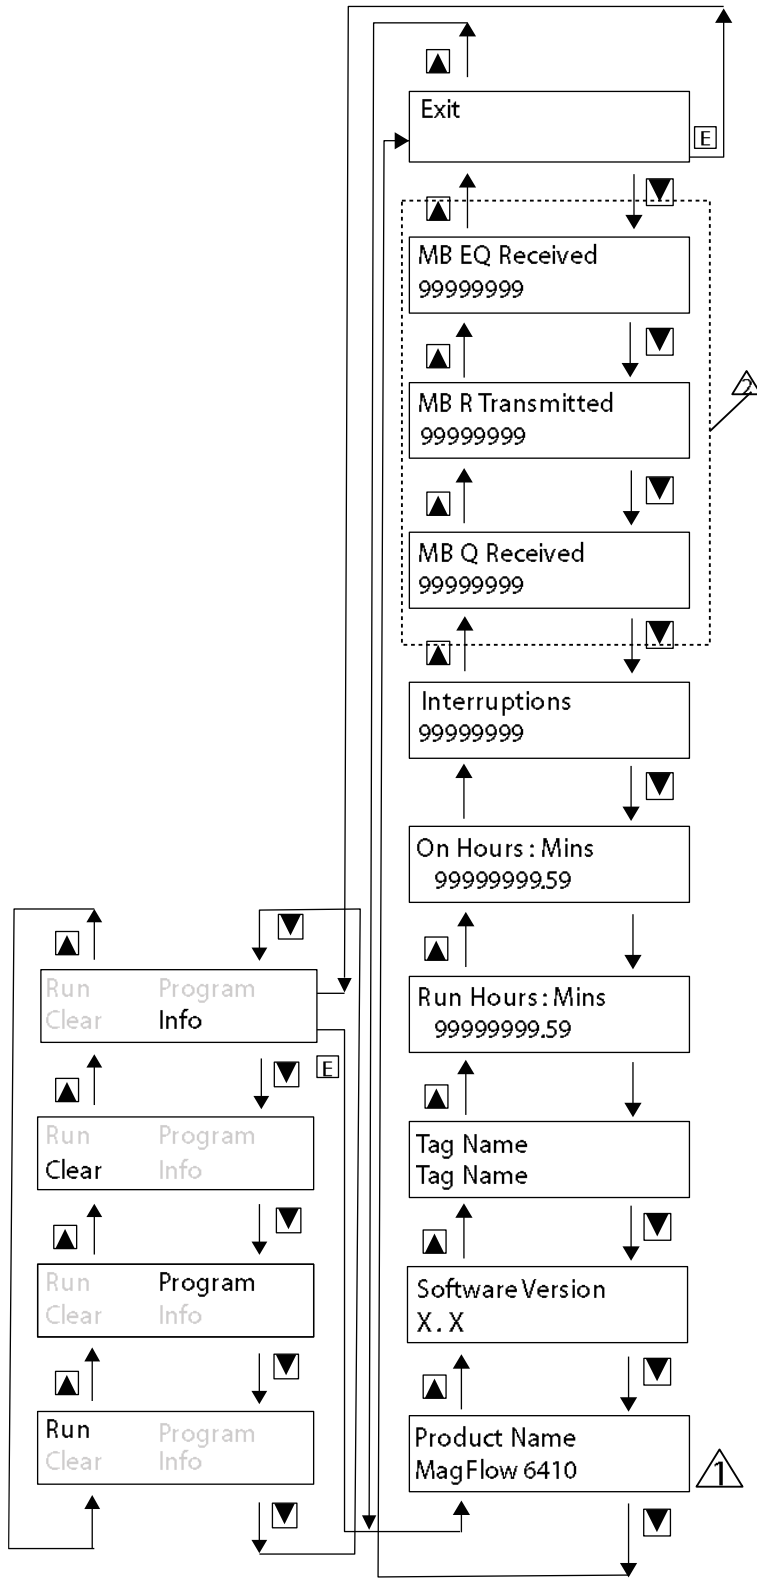 Exit
E
MB EQ Received
99999999
2
MB R Transmitted
99999999
MB Q Received
99999999
Interruptions
99999999
On Hours : Mins
99999999.59
Run Hours : Mins
99999999.59
Tag Name
Tag Name
Software Version
X . X
Product Name
MagFlow 6410
1
Run Program
Clear Info
E
Run Program
Clear Info
Run Program
Clear Info
Run Program
Clear Info